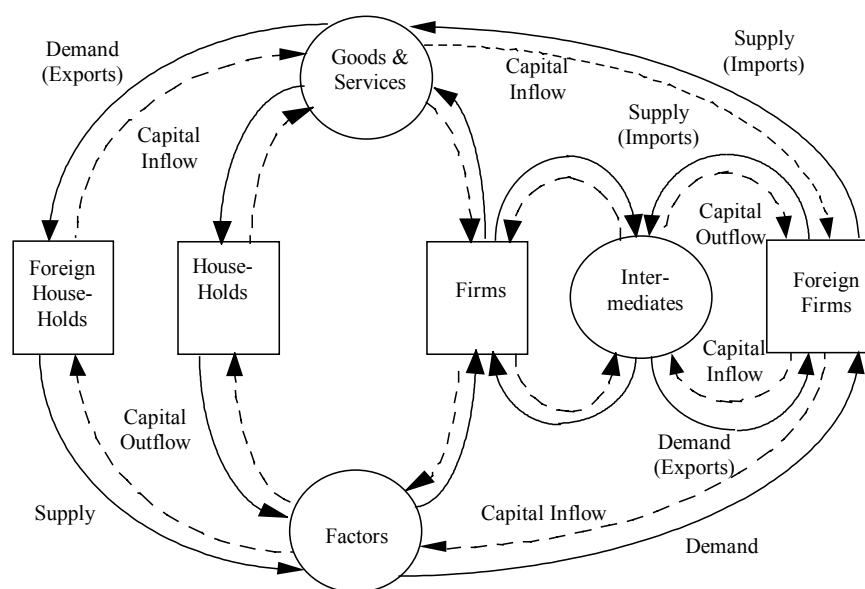 Demand
(Exports)
Goods &
Services
Supply
(Imports)
Capital
Inflow
Capital
Inflow
Supply
(Imports)
Capital
Outflow
Foreign
House-
Holds
House-
Holds
Firms
Inter-
mediates
Foreign
Firms
Capital
Inflow
Capital
Outflow
Demand
(Exports)
Supply
Factors
Capital Inflow
Demand